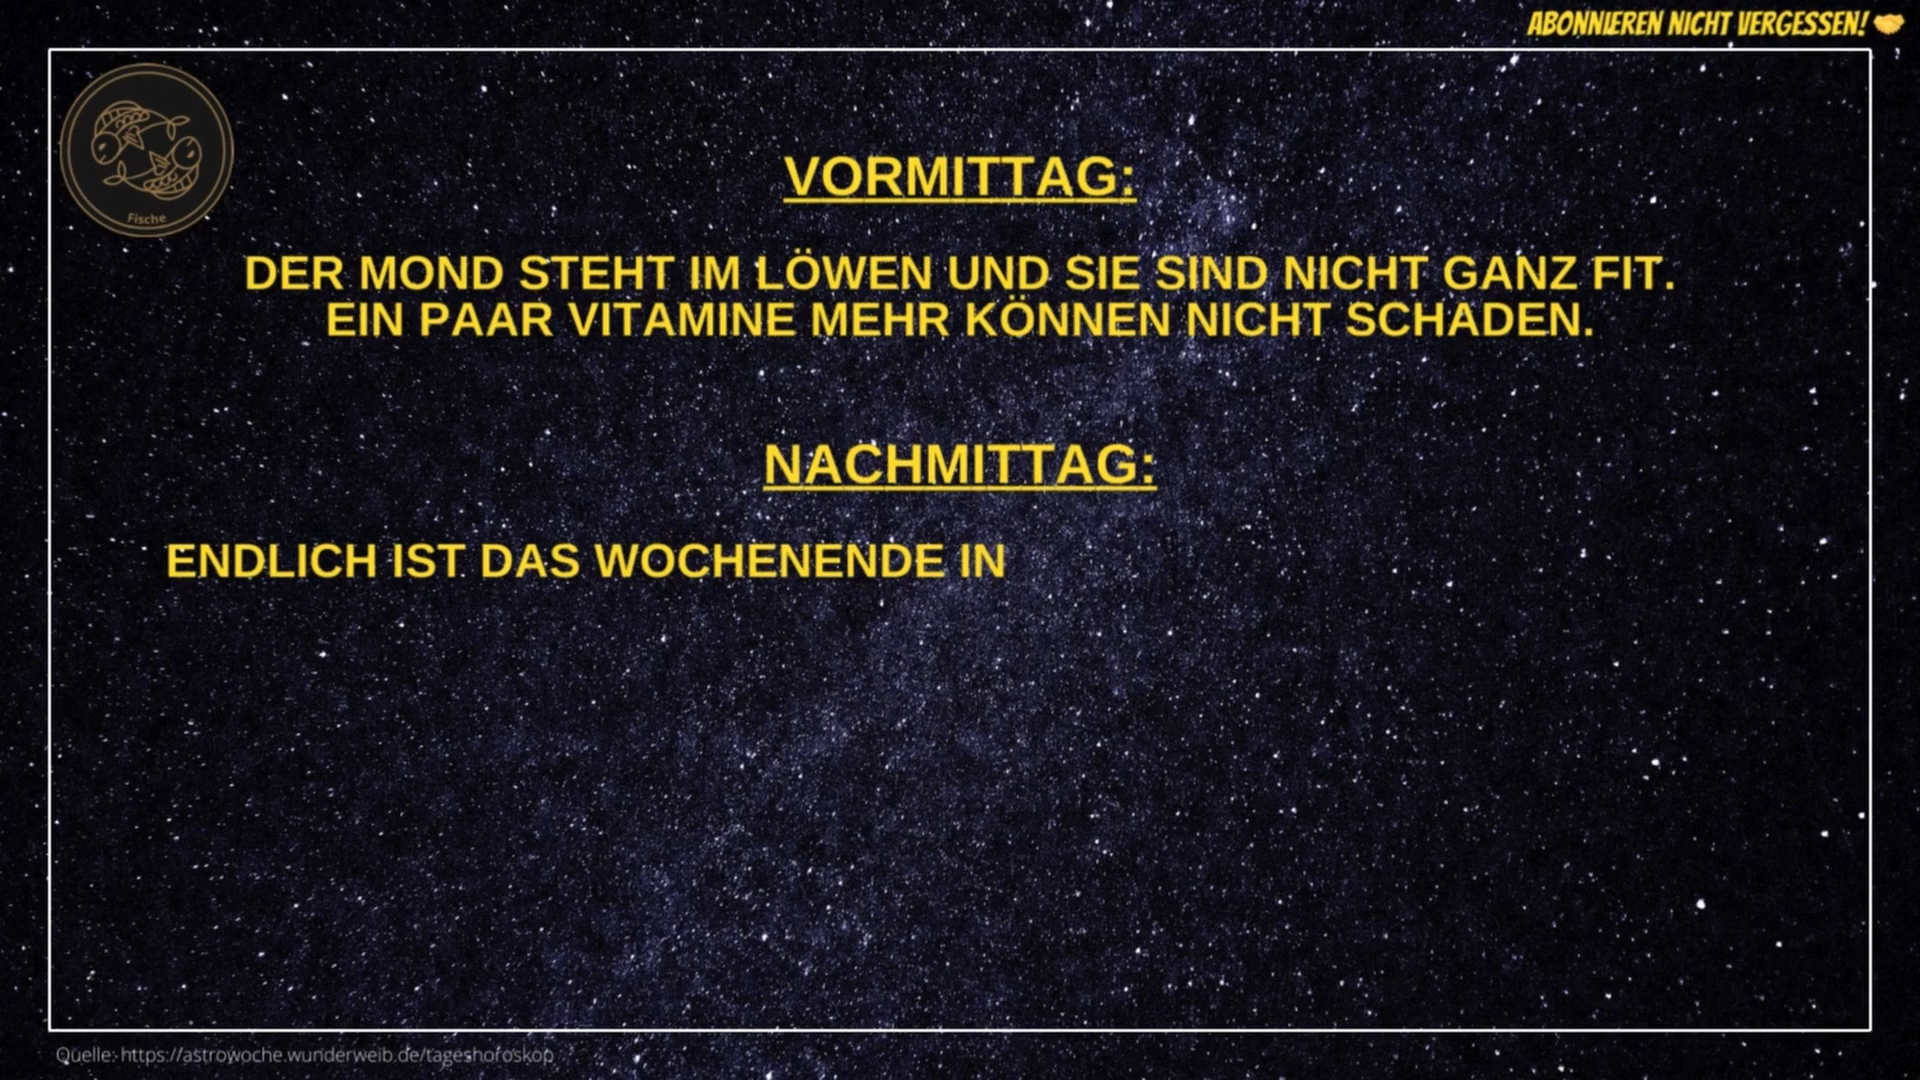 ABONNIEREN NICHT VERGESSEN!
Fische
VORMITTAG:
DER MOND STEHT IM LÖWEN UND SIE SIND NICHT GANZ FIT.
EIN PAAR VITAMINE MEHR KÖNNEN NICHT SCHADEN.
NACHMITTAG:
ENDLICH IST DAS WOCHENENDE IN
Quelle: https://astrowoche.wunderweib.de/tageshoroskop